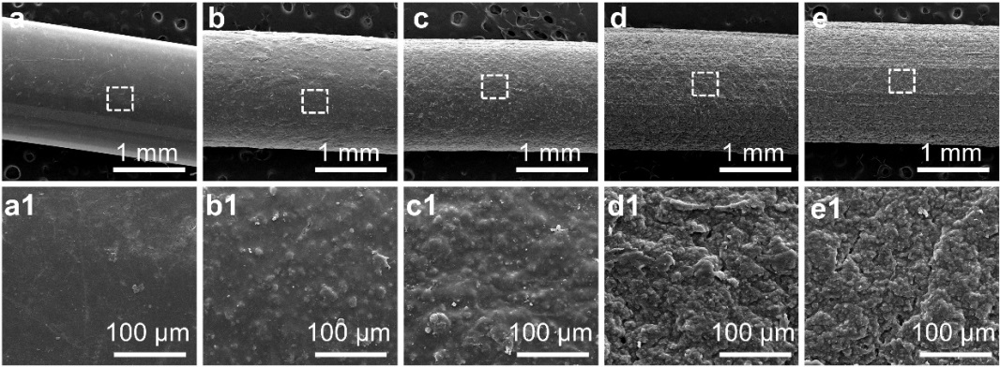 a b c d e
1 mm 1 mm 1 mm 1 mm 1 mm
a1 b1 c1 d1 e1
100 µm 100 µm 100 µm 100 µm 100 µm